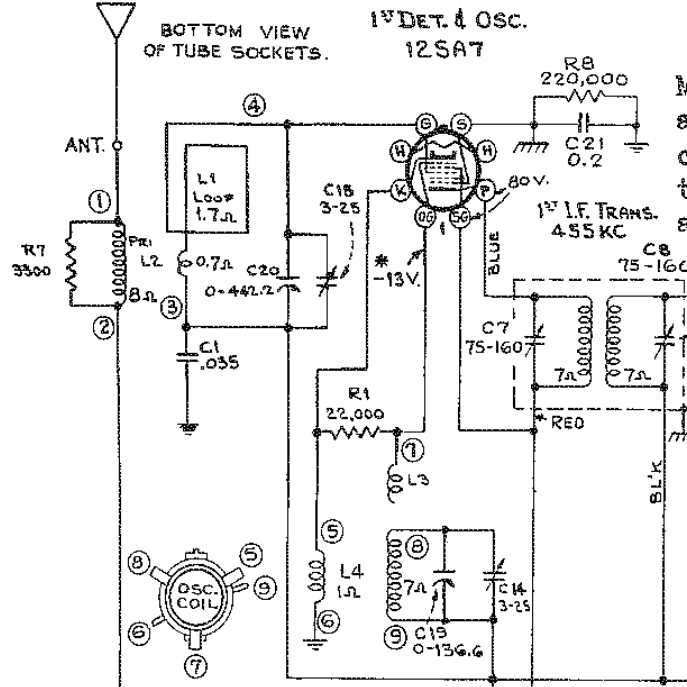 BOTTOM VIEW
OF TUBE SOCKETS.
1ST DET. & OSC.
12SA7
R8
220,000
C21
0.2
ANT.
4
G
S
H
H
K
P
OG
SG
1
80V.
L1
LOOP
1.7Ω
C18
3-25
1
R7
3300
PRI
L2
8Ω
2
0.7Ω
3
C20
0-442.2
C1
.035
*
-13V.
BLUE
1ST I.F. TRANS.
455KC
C8
75-160
C7
75-160
7Ω
7Ω
* RED
BL'K
R1
22,000
7
L3
5
L4
1Ω
6
8
7Ω
9
C19
0-136.6
C14
3-25
OSC.
COIL
8
5
9
6
7